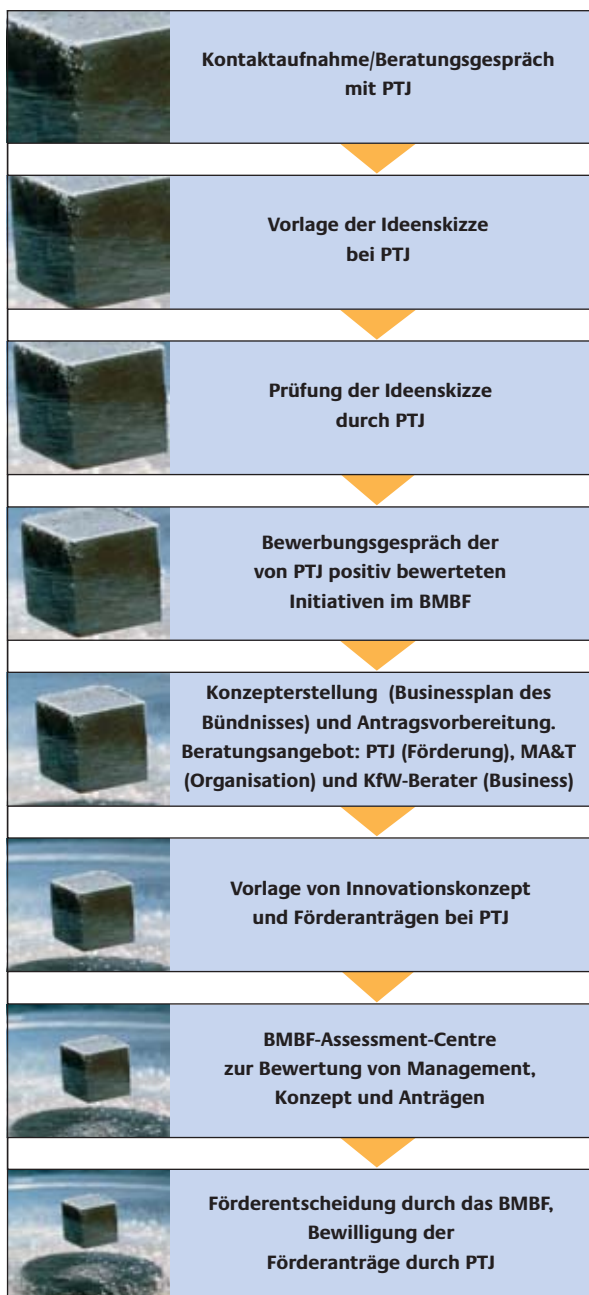 Kontaktaufnahme/Beratungsgespräch
mit PTJ
Vorlage der Ideenskizze
bei PTJ
Prüfung der Ideenskizze
durch PTJ
Bewerbungsgespräch der
von PTJ positiv bewerteten
Initiativen im BMBF
Konzepterstellung (Businessplan des
Bündnisses) und Antragsvorbereitung.
Beratungsangebot: PTJ (Förderung), MA&T
(Organisation) und KfW-Berater (Business)
Vorlage von Innovationskonzept
und Förderanträgen bei PTJ
BMBF-Assessment-Centre
zur Bewertung von Management,
Konzept und Anträgen
Förderentscheidung durch das BMBF,
Bewilligung der
Förderanträge durch PTJ